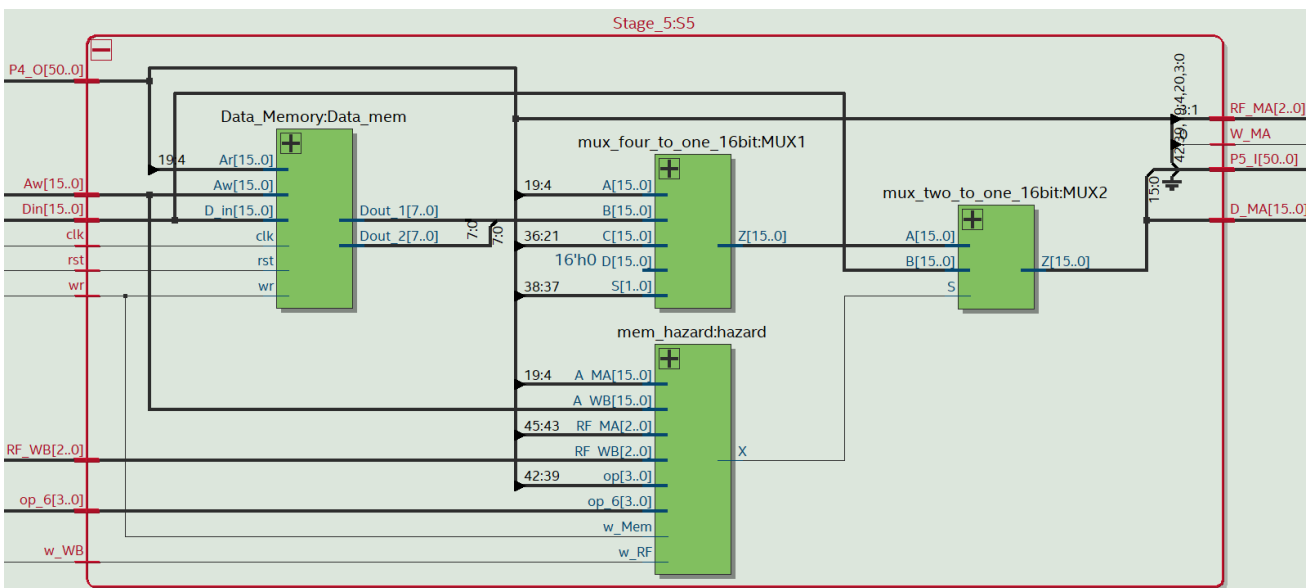 Stage_5:S5
P4_O[50..0]
Aw[15..0]
Din[15..0]
clk
rst
wr
RF_WB[2..0]
op_6[3..0]
w_WB
Data_Memory:Data_mem
19:4 Ar[15..0]
Aw[15..0]
D_in[15..0]
clk
rst
wr
Dout_1[7..0]
Dout_2[7..0]
7:0
7:0
mux_four_to_one_16bit:MUX1
19:4 A[15..0]
B[15..0]
36:21 C[15..0]
16'h0 D[15..0]
38:37 S[1..0]
Z[15..0]
mem_hazard:hazard
19:4 A_MA[15..0]
A_WB[15..0]
45:43 RF_MA[2..0]
RF_WB[2..0]
42:39 op[3..0]
op_6[3..0]
w_Mem
w_RF
X
mux_two_to_one_16bit:MUX2
A[15..0]
B[15..0]
S
Z[15..0]
15:0
3:1
RF_MA[2..0]
W_MA
P5_I[50..0]
D_MA[15..0]